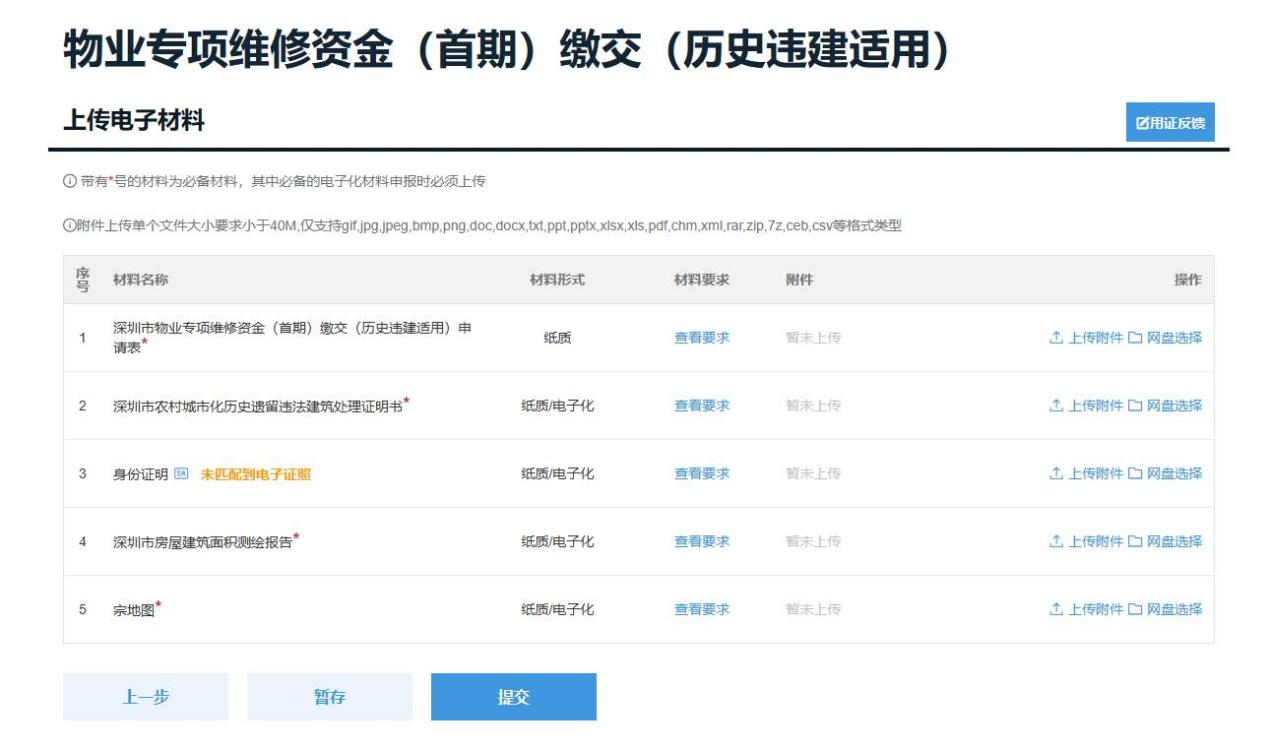 物业专项维修资金（首期）缴交（历史违建适用）
上传电子材料
用证反馈
带有*号的材料为必备材料，其中必备的电子化材料申报时必须上传
附件上传单个文件大小要求小于40M,仅支持gif,jpg,jpeg,bmp,png,doc,docx,txt,ppt,pptx,xlsx,xls,pdf,chm,xml,rar,zip,7z,ceb,csv等格式类型
序号 材料名称 材料形式 材料要求 附件 操作
1 深圳市物业专项维修资金（首期）缴交（历史违建适用）申
请表* 纸质 查看要求 暂未上传 上传附件 网盘选择
2 深圳市农村城市化历史遗留违法建筑处理证明书* 纸质/电子化 查看要求 暂未上传 上传附件 网盘选择
3 身份证明 未匹配到电子证照 纸质/电子化 查看要求 暂未上传 上传附件 网盘选择
4 深圳市房屋建筑面积测绘报告* 纸质/电子化 查看要求 暂未上传 上传附件 网盘选择
5 宗地图* 纸质/电子化 查看要求 暂未上传 上传附件 网盘选择
上一步 暂存 提交